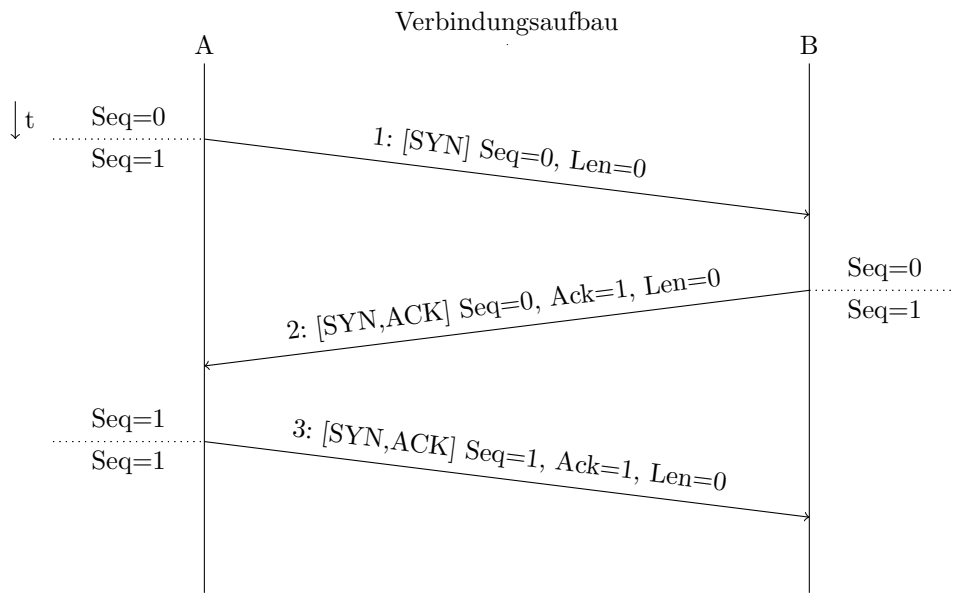 Verbindungsaufbau
A
B
t
Seq=0
Seq=1
1: [SYN] Seq=0, Len=0
Seq=0
Seq=1
2: [SYN,ACK] Seq=0, Ack=1, Len=0
Seq=1
Seq=1
3: [SYN,ACK] Seq=1, Ack=1, Len=0